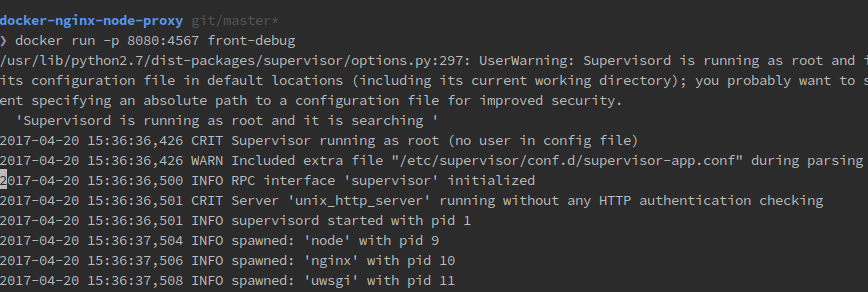 docker-nginx-node-proxy git/master*
❯ docker run -p 8080:4567 front-debug
/usr/lib/python2.7/dist-packages/supervisor/options.py:297: UserWarning: Supervisord is running as root and i
its configuration file in default locations (including its current working directory); you probably want to s
ent specifying an absolute path to a configuration file for improved security.
'Supervisord is running as root and it is searching '
2017-04-20 15:36:36,426 CRIT Supervisor running as root (no user in config file)
2017-04-20 15:36:36,426 WARN Included extra file "/etc/supervisor/conf.d/supervisor-app.conf" during parsing
2017-04-20 15:36:36,500 INFO RPC interface 'supervisor' initialized
2017-04-20 15:36:36,501 CRIT Server 'unix_http_server' running without any HTTP authentication checking
2017-04-20 15:36:36,501 INFO supervisord started with pid 1
2017-04-20 15:36:37,504 INFO spawned: 'node' with pid 9
2017-04-20 15:36:37,506 INFO spawned: 'nginx' with pid 10
2017-04-20 15:36:37,508 INFO spawned: 'uwsgi' with pid 11